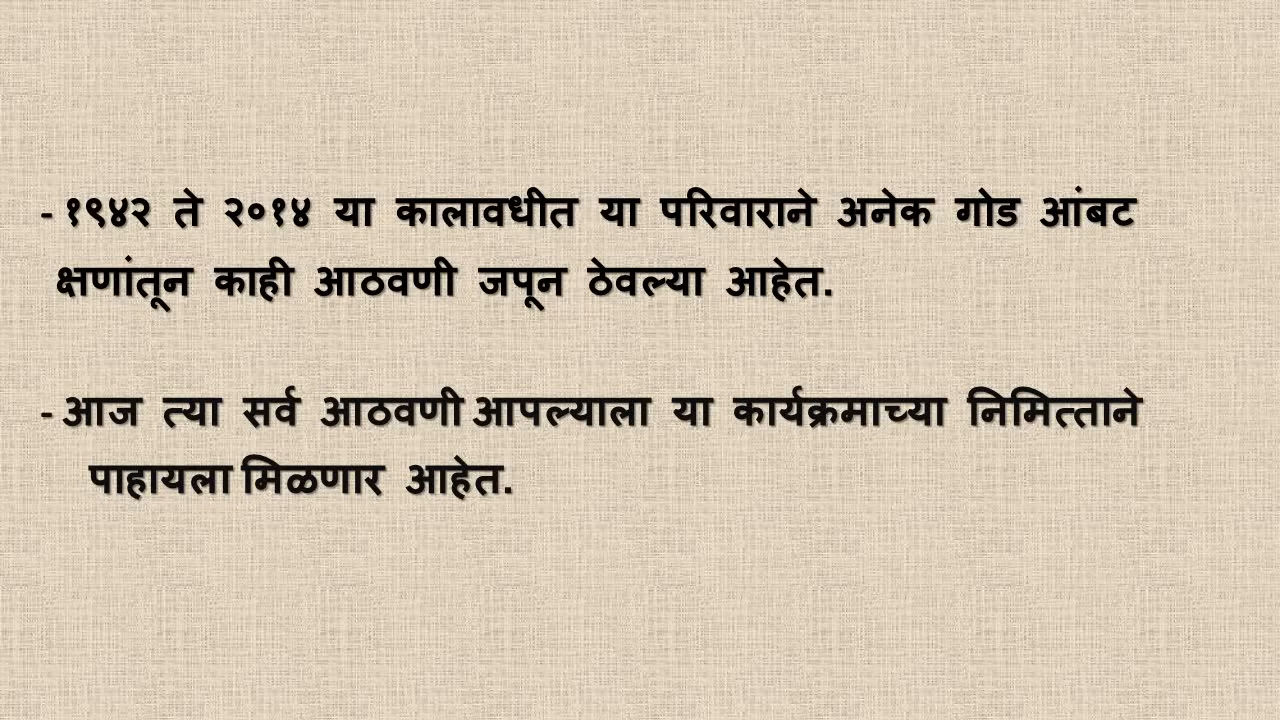 - १९४२ ते २०१४ या कालावधीत या परिवाराने अनेक गोड आंबट
क्षणांतून काही आठवणी जपून ठेवल्या आहेत.
- आज त्या सर्व आठवणी आपल्याला या कार्यक्रमाच्या निमित्ताने
पाहायला मिळणार आहेत.